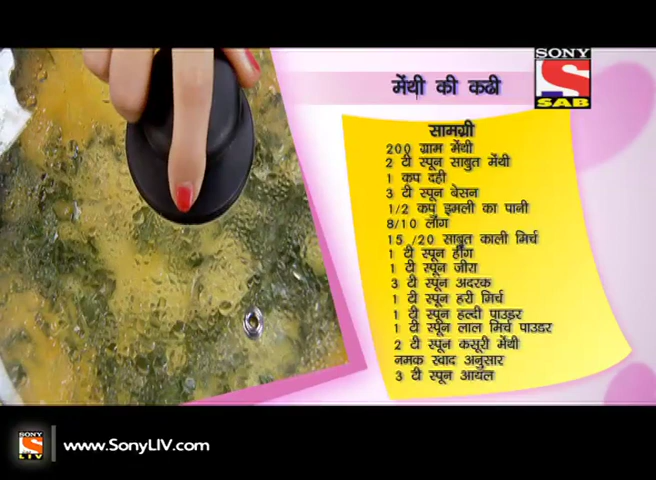 SONY
SAB
मेंथी की कढी
सामग्री
200 ग्राम मेंथी
2 टी स्पून साबुत मेंथी
1 कप दही
3 टी स्पून बेसन
1/2 कप इमली का पानी
8/10 लौंग
15 /20 साबुत काली मिर्च
1 टी स्पून हींग
1 टी स्पून जीरा
3 टी स्पून अदरक
1 टी स्पून हरी मिर्च
1 टी स्पून हल्दी पाउडर
1 टी स्पून लाल मिर्च पाउडर
2 टी स्पून कसूरी मेंथी
नमक स्वाद अनुसार
3 टी स्पून आयल
SONY
LIV
www.SonyLIV.com